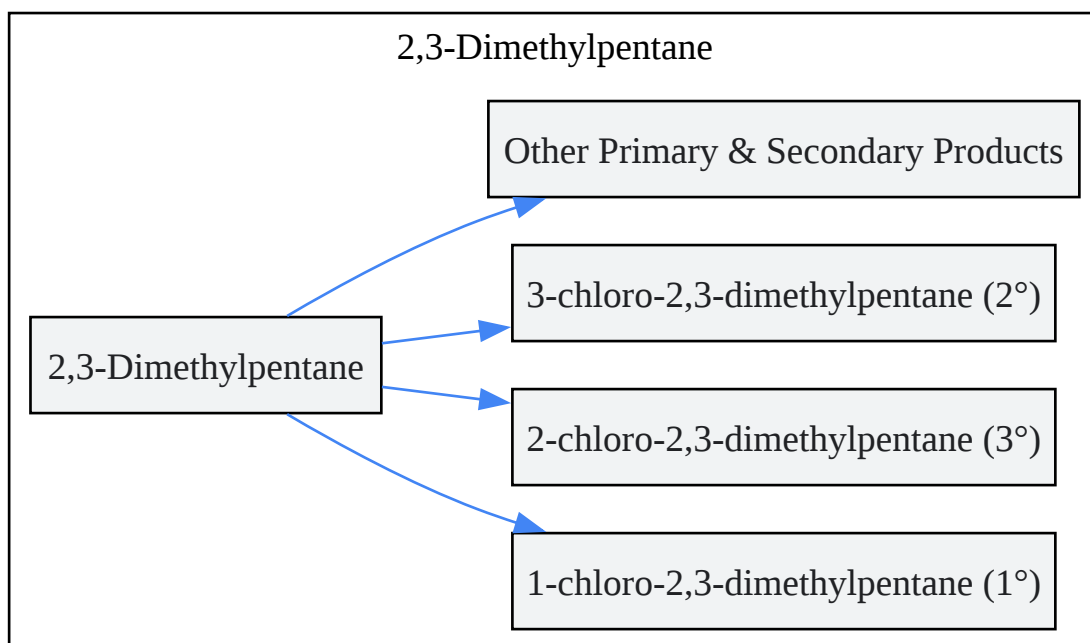 2,3-Dimethylpentane
Other Primary & Secondary Products
3-chloro-2,3-dimethylpentane (2°)
2,3-Dimethylpentane
2-chloro-2,3-dimethylpentane (3°)
1-chloro-2,3-dimethylpentane (1°)